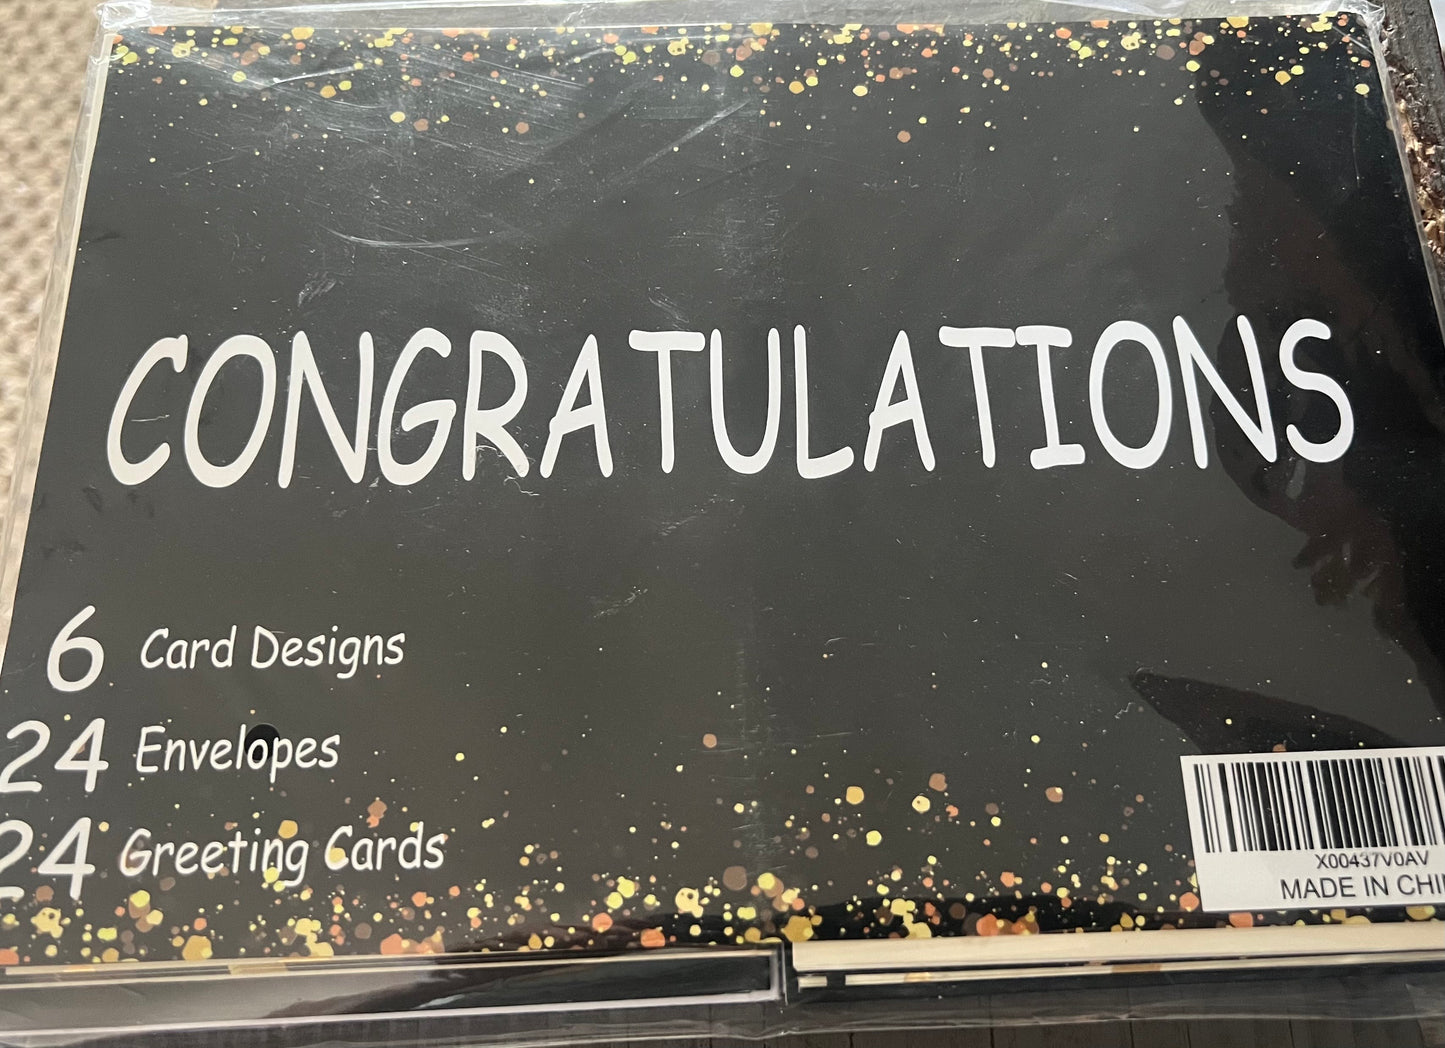 CONGRATULATIONS
6 Card Designs
24 Envelopes
24 Greeting Cards
X00437V0AV
MADE IN CHI